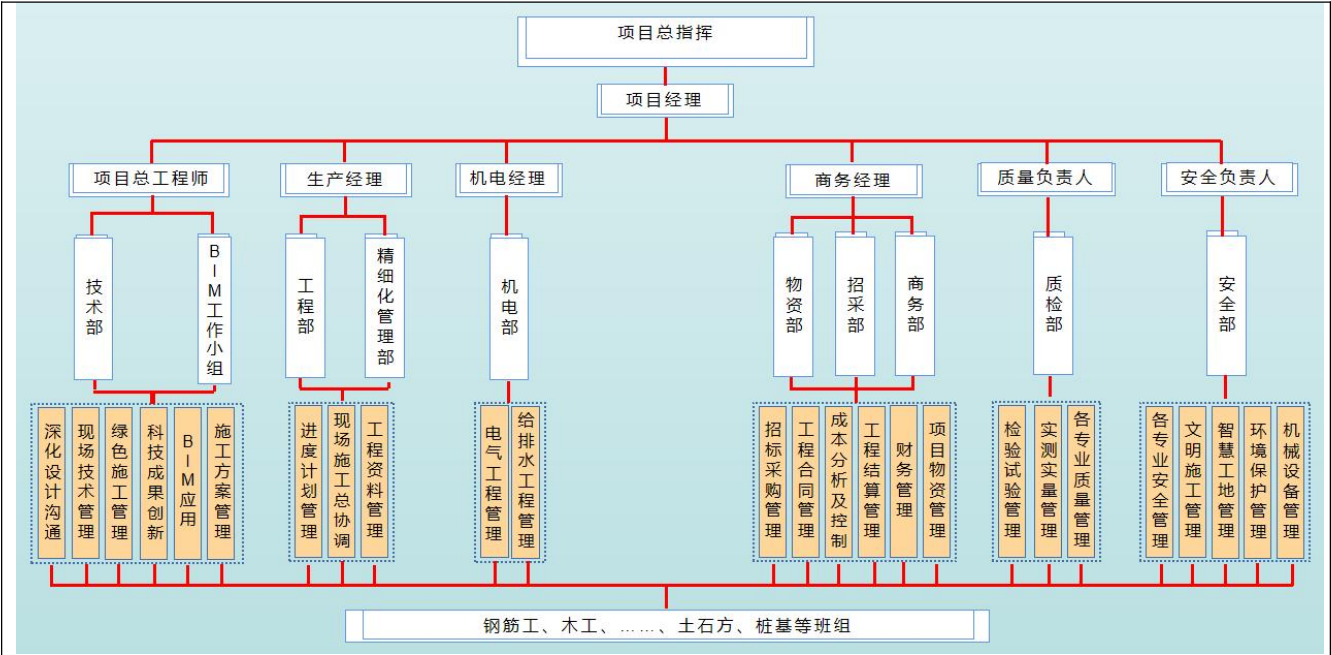 项目总指挥
项目经理
项目总工程师
生产经理
机电经理
商务经理
质量负责人
安全负责人
技术部
BIM工作小组
工程部
精细化管理部
机电部
物资部
招采部
商务部
质检部
安全部
深化设计沟通
现场技术管理
绿色施工管理
科技成果创新
BIM应用
施工方案管理
进度计划管理
现场施工总协调
工程资料管理
电气工程管理
给排水工程管理
招标采购管理
工程合同管理
成本分析及控制
工程结算管理
财务管理
项目物资管理
检验试验管理
实测实量管理
各专业质量管理
各专业安全管理
文明施工管理
智慧工地管理
环境保护管理
机械设备管理
钢筋工、木工、……、土石方、桩基等班组